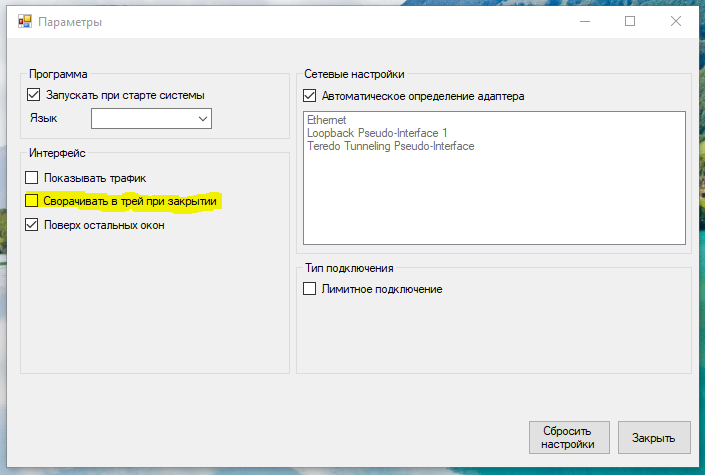 Параметры
Программа
Запускать при старте системы
Язык
Интерфейс
Показывать трафик
Сворачивать в трей при закрытии
Поверх остальных окон
Сетевые настройки
Автоматическое определение адаптера
Ethernet
Loopback Pseudo-Interface 1
Teredo Tunneling Pseudo-Interface
Тип подключения
Лимитное подключение
Сбросить
настройки
Закрыть